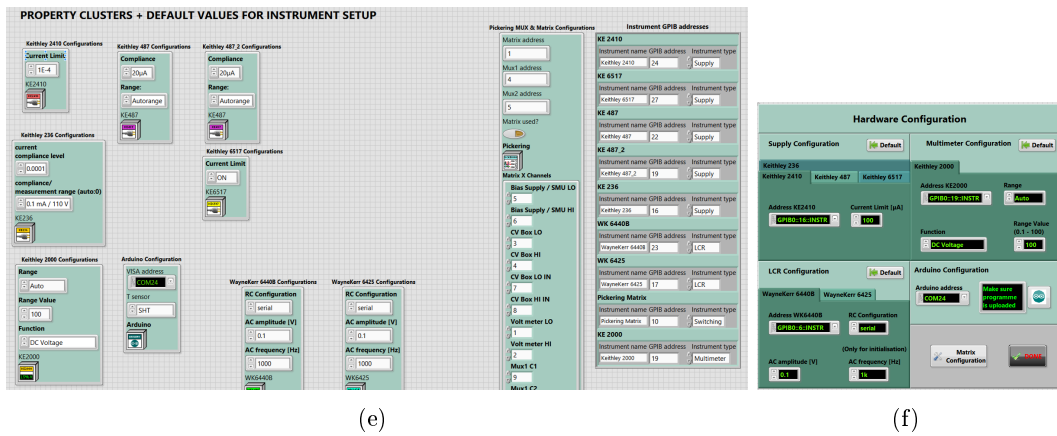 PROPERTY CLUSTERS + DEFAULT VALUES FOR INSTRUMENT SETUP
Keithley 2410 Configurations
Current Limit
1E-4
KE2410
Keithley 487 Configurations
Compliance
20µA
Range:
Autorange
KE487
Keithley 487_2 Configurations
Compliance
20µA
Range:
Autorange
KE487
Keithley 236 Configurations
current
compliance level
0.0001
compliance/
measurement range (auto:0)
0.1 mA / 110 V
KE236
Keithley 6517 Configurations
Current Limit
ON
KE6517
Keithley 2000 Configurations
Range
Auto
Range Value
100
Function
DC Voltage
KE2000
Arduino Configuration
VISA address
COM24
T sensor
SHT
Arduino
WayneKerr 6440B Configurations
RC Configuration
serial
AC amplitude [V]
0.1
AC frequency [Hz]
1000
WK6440B
WayneKerr 6425 Configurations
RC Configuration
serial
AC amplitude [V]
0.1
AC frequency [Hz]
1000
WK6425
Pickering MUX & Matrix Configurations
Matrix address
1
Mux1 address
4
Mux2 address
5
Matrix used?
Pickering
Matrix X Channels
Bias Supply / SMU LO
5
Bias Supply / SMU HI
6
CV Box LO
3
CV Box HI
4
CV Box LO IN
7
CV Box HI IN
8
Volt meter LO
1
Volt meter HI
2
Mux1 C1
9
Mux1 C2
Instrument GPIB addresses
KE 2410
Instrument name GPIB address Instrument type
Keithley 2410 24 Supply
KE 6517
Instrument name GPIB address Instrument type
Keithley 6517 27 Supply
KE 487
Instrument name GPIB address Instrument type
Keithley 487 22 Supply
KE 487_2
Instrument name GPIB address Instrument type
Keithley 487_2 19 Supply
KE 236
Instrument name GPIB address Instrument type
Keithley 236 16 Supply
WK 6440B
Instrument name GPIB address Instrument type
WayneKerr 6440B 23 LCR
WK 6425
Instrument name GPIB address Instrument type
WayneKerr 6425 17 LCR
Pickering Matrix
Instrument name GPIB address Instrument type
Pickering Matrix 10 Switching
KE 2000
Instrument name GPIB address Instrument type
Keithley 2000 19 Multimeter
(e)
Hardware Configuration
Supply Configuration Default
Keithley 236
Keithley 2410 Keithley 487 Keithley 6517
Address KE2410 Current Limit [µA]
GPIB0::16::INSTR 100
Multimeter Configuration Default
Keithley 2000
Address KE2000 Range
GPIB0::19::INSTR Auto
Range Value
(0.1 - 100)
Function
DC Voltage 100
LCR Configuration Default
WayneKerr 6440B WayneKerr 6425
Address WK6440B RC Configuration
GPIB0::6::INSTR serial
(Only for initialisation)
AC amplitude [V] AC frequency [Hz]
0.1 1k
Arduino Configuration
Arduino address
COM24
Make sure
programme
is uploaded
Matrix
Configuration
DONE
(f)